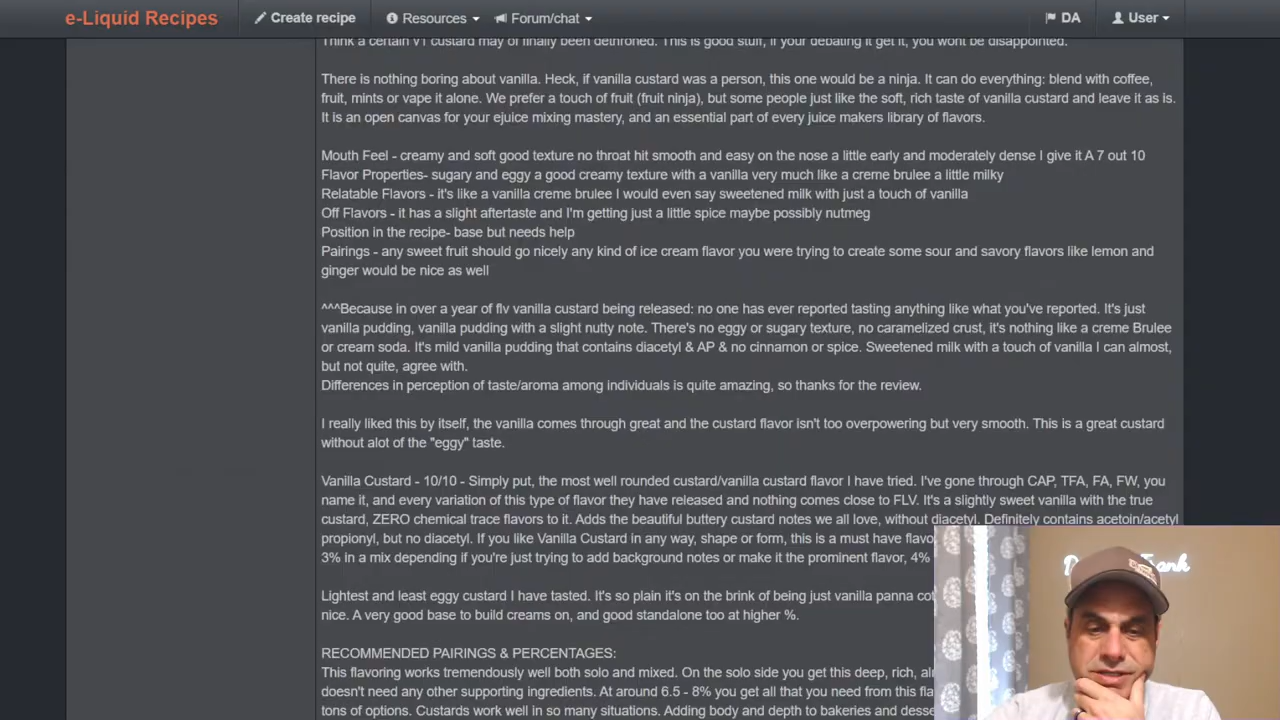 e-Liquid Recipes Create recipe Resources Forum/chat DA User
Think a certain V1 custard may of finally been dethroned. This is good stuff, if your debating it get it, you wont be disappointed.
There is nothing boring about vanilla. Heck, if vanilla custard was a person, this one would be a ninja. It can do everything: blend with coffee,
fruit, mints or vape it alone. We prefer a touch of fruit (fruit ninja), but some people just like the soft, rich taste of vanilla custard and leave it as is.
It is an open canvas for your ejuice mixing mastery, and an essential part of every juice makers library of flavors.
Mouth Feel - creamy and soft good texture no throat hit smooth and easy on the nose a little early and moderately dense I give it A 7 out 10
Flavor Properties- sugary and eggy a good creamy texture with a vanilla very much like a creme brulee a little milky
Relatable Flavors - it's like a vanilla creme brulee I would even say sweetened milk with just a touch of vanilla
Off Flavors - it has a slight aftertaste and I'm getting just a little spice maybe possibly nutmeg
Position in the recipe- base but needs help
Pairings - any sweet fruit should go nicely any kind of ice cream flavor you were trying to create some sour and savory flavors like lemon and
ginger would be nice as well
^^^Because in over a year of flv vanilla custard being released: no one has ever reported tasting anything like what you've reported. It's just
vanilla pudding, vanilla pudding with a slight nutty note. There's no eggy or sugary texture, no caramelized crust, it's nothing like a creme Brulee
or cream soda. It's mild vanilla pudding that contains diacetyl & AP & no cinnamon or spice. Sweetened milk with a touch of vanilla I can almost,
but not quite, agree with.
Differences in perception of taste/aroma among individuals is quite amazing, so thanks for the review.
I really liked this by itself, the vanilla comes through great and the custard flavor isn't too overpowering but very smooth. This is a great custard
without alot of the "eggy" taste.
Vanilla Custard - 10/10 - Simply put, the most well rounded custard/vanilla custard flavor I have tried. I've gone through CAP, TFA, FA, FW, you
name it, and every variation of this type of flavor they have released and nothing comes close to FLV. It's a slightly sweet vanilla with the true
custard, ZERO chemical trace flavors to it. Adds the beautiful buttery custard notes we all love, without diacetyl. Definitely contains acetoin/acetyl
propionyl, but no diacetyl. If you like Vanilla Custard in any way, shape or form, this is a must have
3% in a mix depending if you're just trying to add background notes or make it the prominent flavor, 4%
Lightest and least eggy custard I have tasted. It's so plain it's on the brink of being just vanilla panna
nice. A very good base to build creams on, and good standalone too at higher %.
RECOMMENDED PAIRINGS & PERCENTAGES:
This flavoring works tremendously well both solo and mixed. On the solo side you get this deep, rich,
doesn't need any other supporting ingredients. At around 6.5 - 8% you get all that you need from this
tons of options. Custards work well in so many situations. Adding body and depth to bakeries and